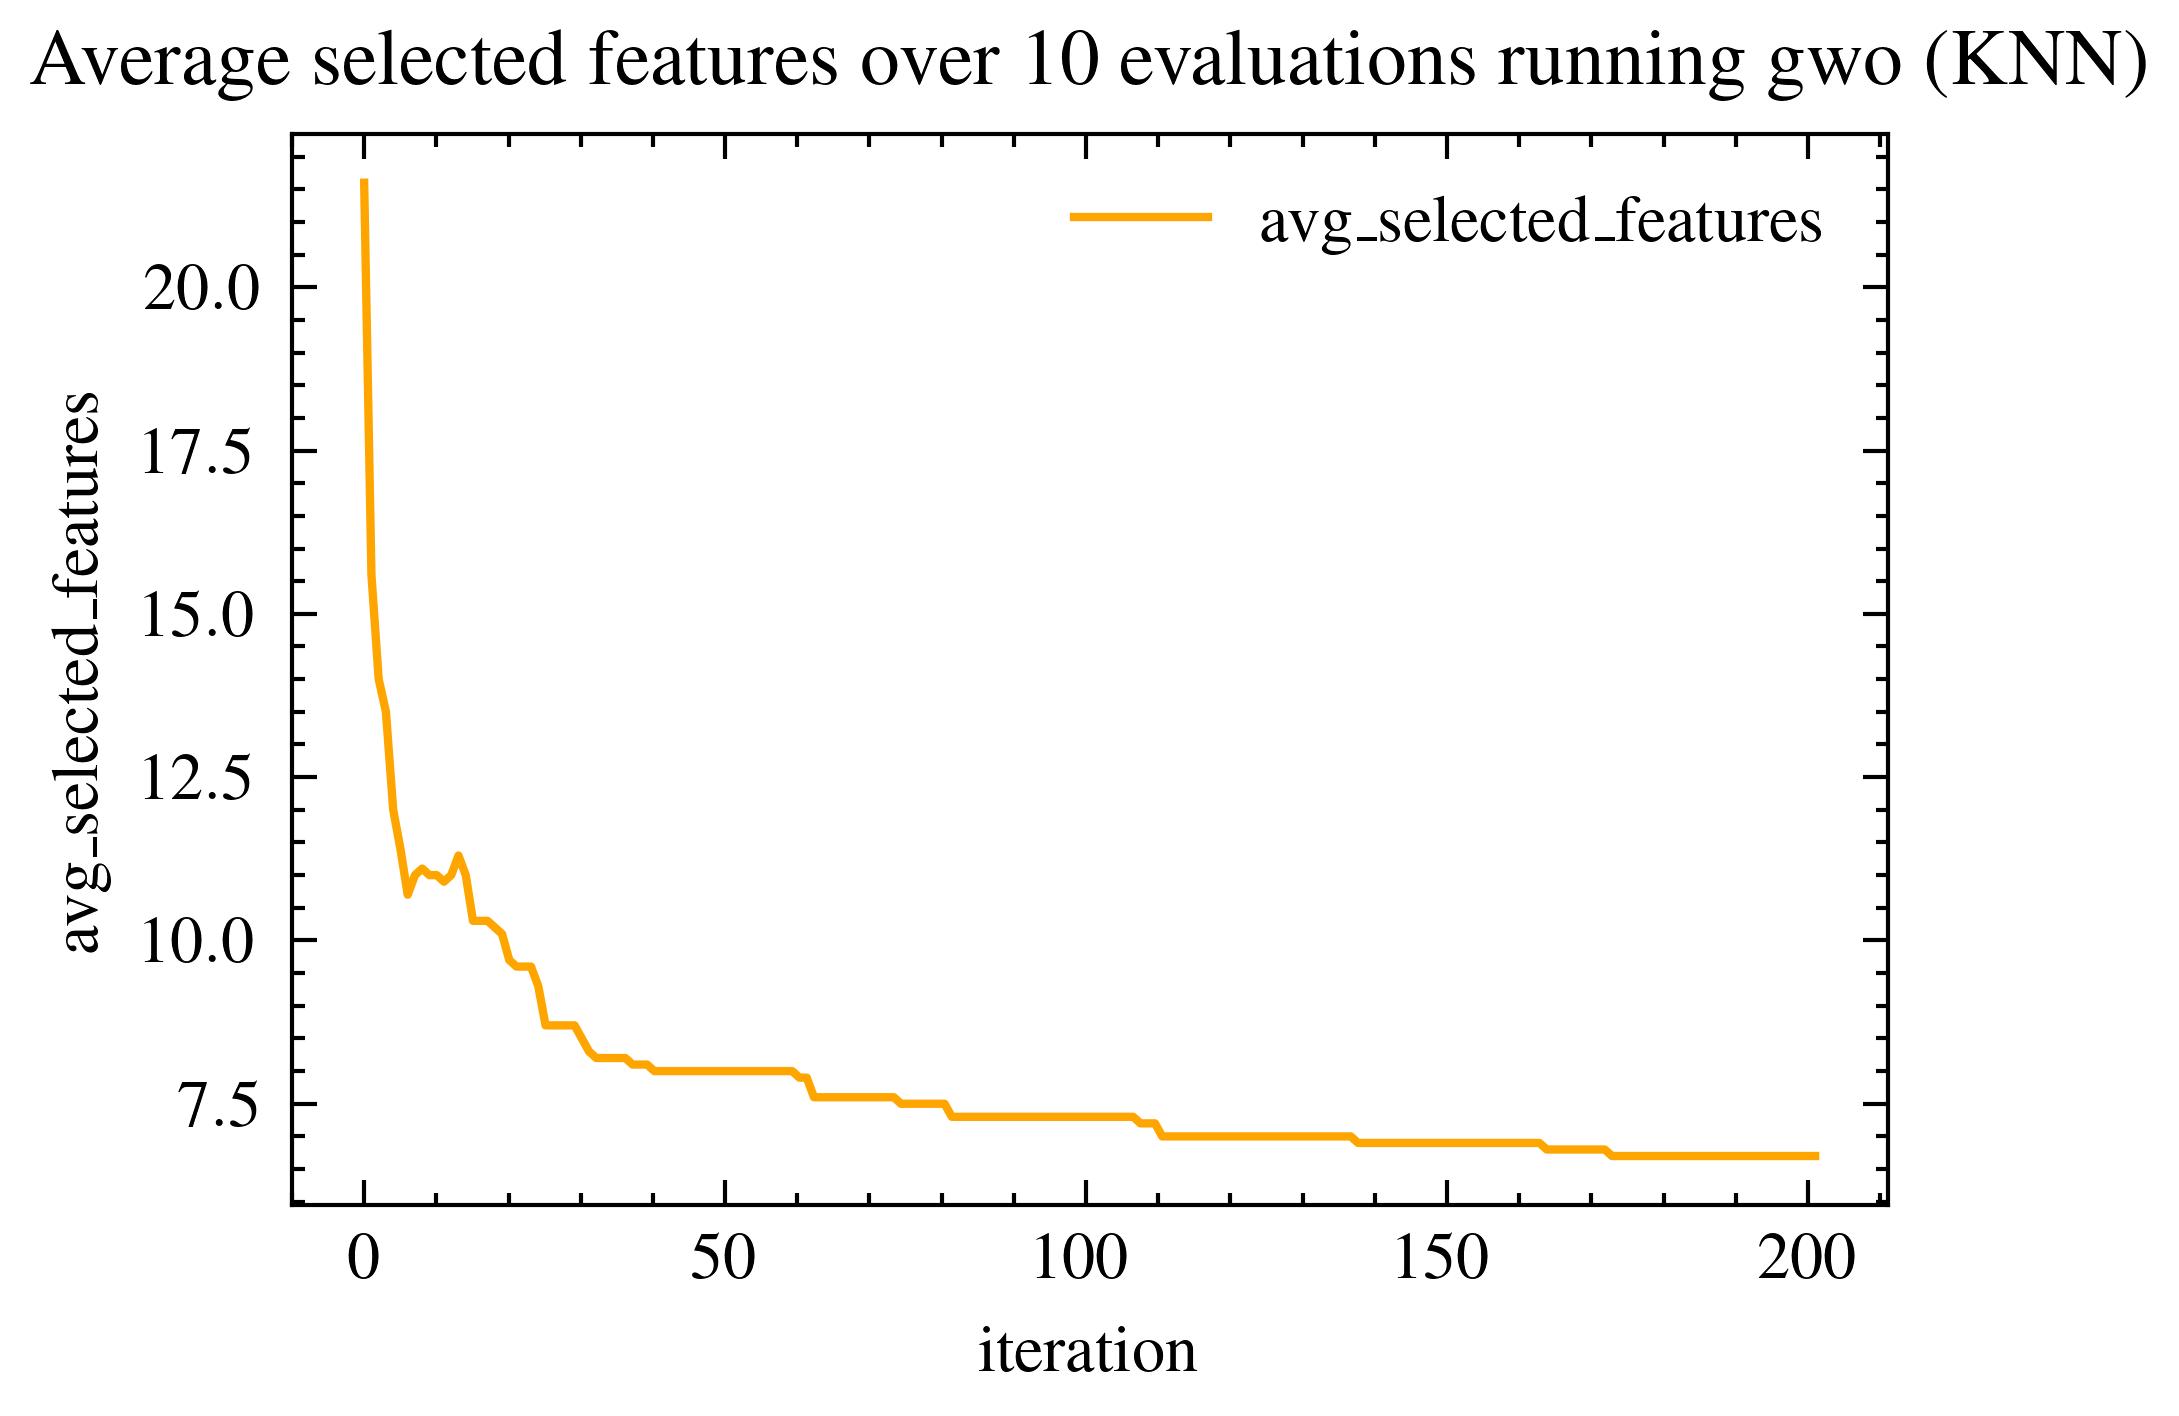 Average selected features over 10 evaluations running gwo (KNN)
avg_selected_features
20.0
17.5
15.0
12.5
10.0
7.5
avg_selected_features
0
50
100
150
200
iteration